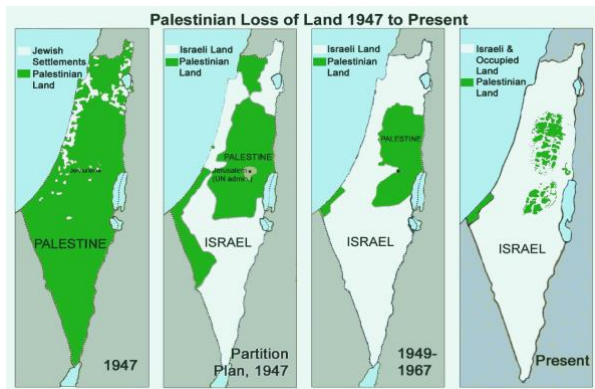 Palestinian Loss of Land 1947 to Present
Jewish
Settlements
Palestinian
Land
Jerusalem
PALESTINE
1947
Israeli Land
Palestinian
Land
PALESTINE
Jerusalem
(UN admin)
ISRAEL
Partition
Plan, 1947
Israeli Land
Palestinian
Land
PALESTINE
ISRAEL
1949-
1967
Israeli &
Occupied
Land
Palestinian
Land
ISRAEL
Present